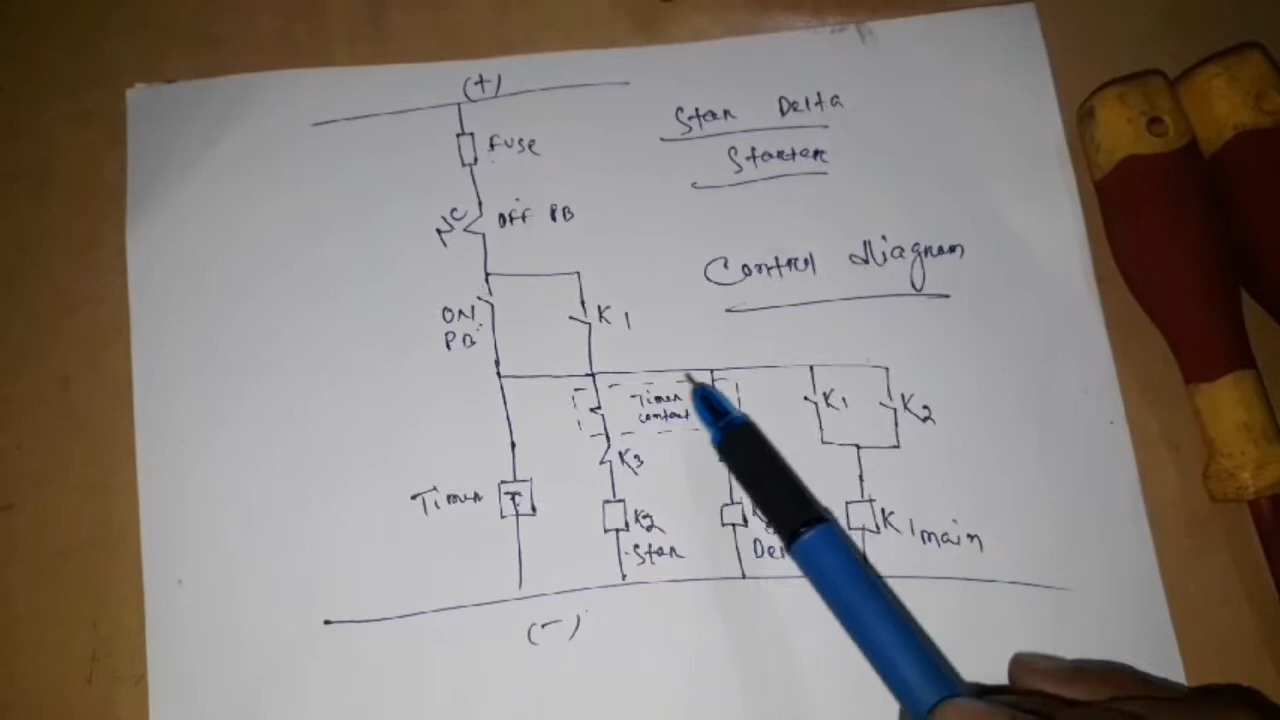 (+)
Star Delta
Starter
fuse
NC
OFF PB
Control diagram
ON
PB
K1
Timer
contact
K1
K2
K3
Timer
T
K2
Star
K1 main
(-)